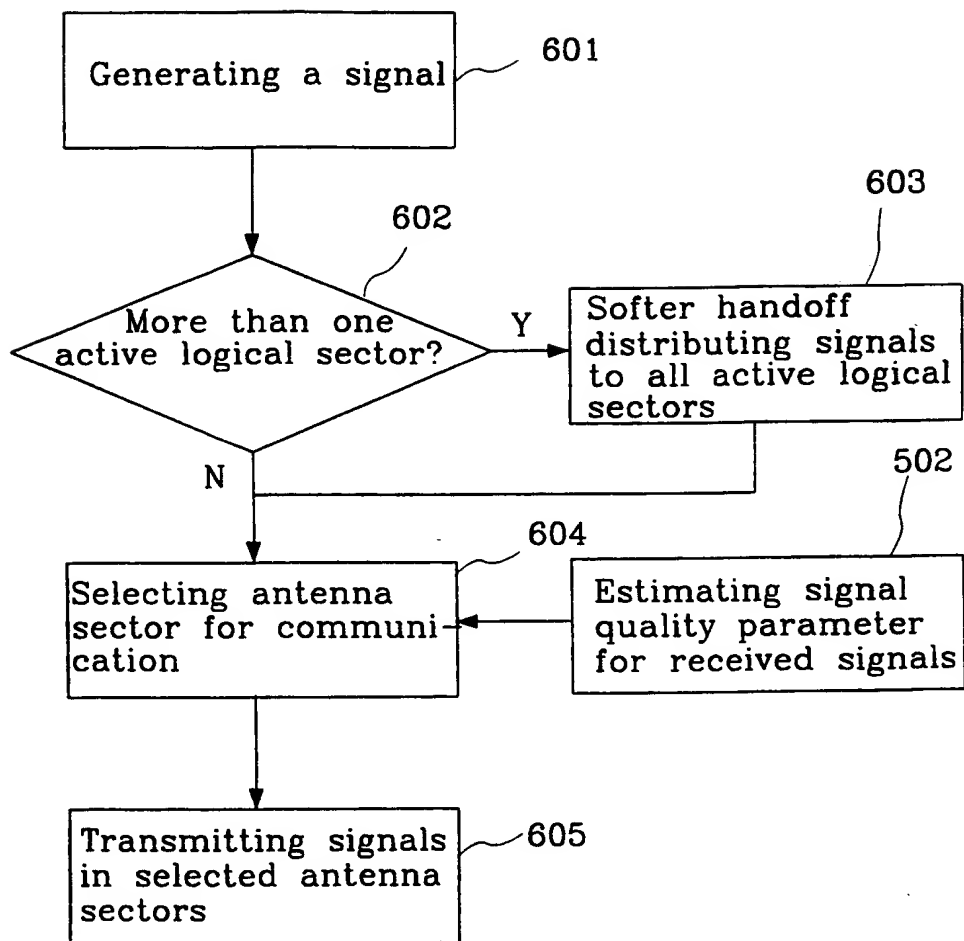 Generating a signal
601
602
More than one
active logical sector?
Y
603
Softer handoff
distributing signals
to all active logical
sectors
N
502
604
Selecting antenna
sector for communi-
cation
Estimating signal
quality parameter
for received signals
Transmitting signals
in selected antenna
sectors
605